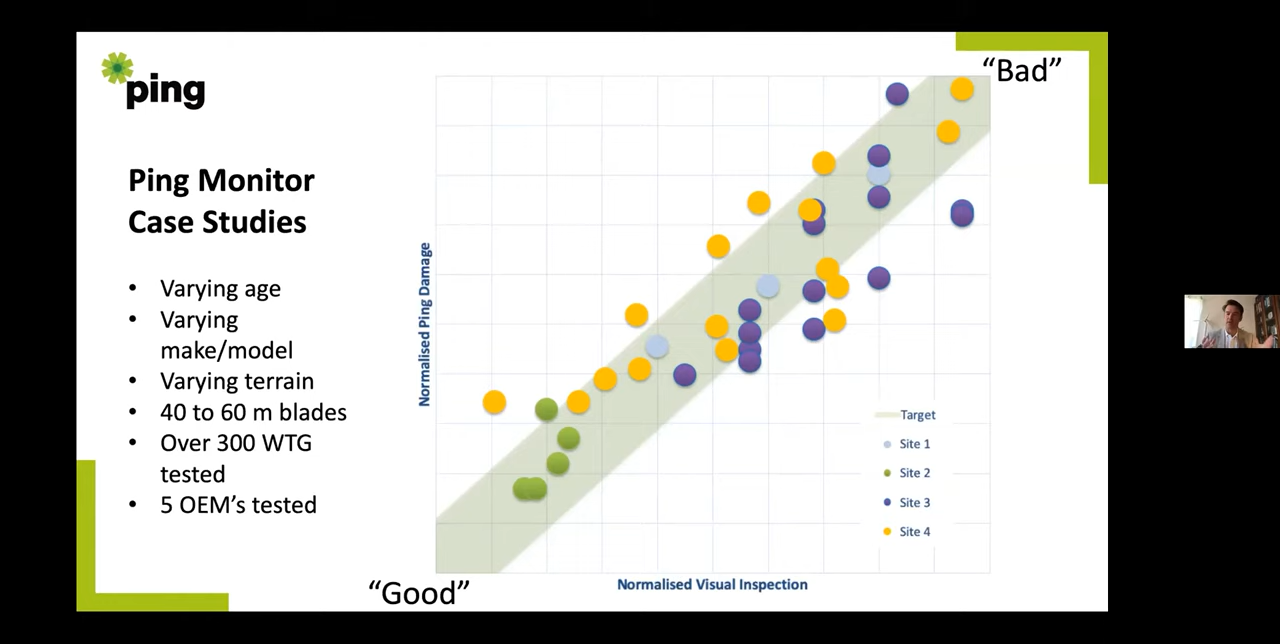 ping
Ping Monitor
Case Studies
• Varying age
• Varying
make/model
• Varying terrain
• 40 to 60 m blades
• Over 300 WTG
tested
• 5 OEM's tested
"Bad"
Normalised Ping Damage
Target
Site 1
Site 2
Site 3
Site 4
Normalised Visual Inspection
"Good"